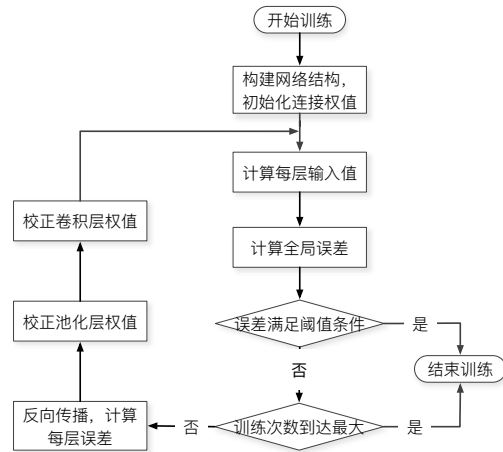 开始训练
构建网络结构，
初始化连接权值
计算每层输入值
校正卷积层权值
计算全局误差
校正池化层权值
误差满足阈值条件
是
否
结束训练
反向传播，计算
每层误差
否
训练次数到达最大
是